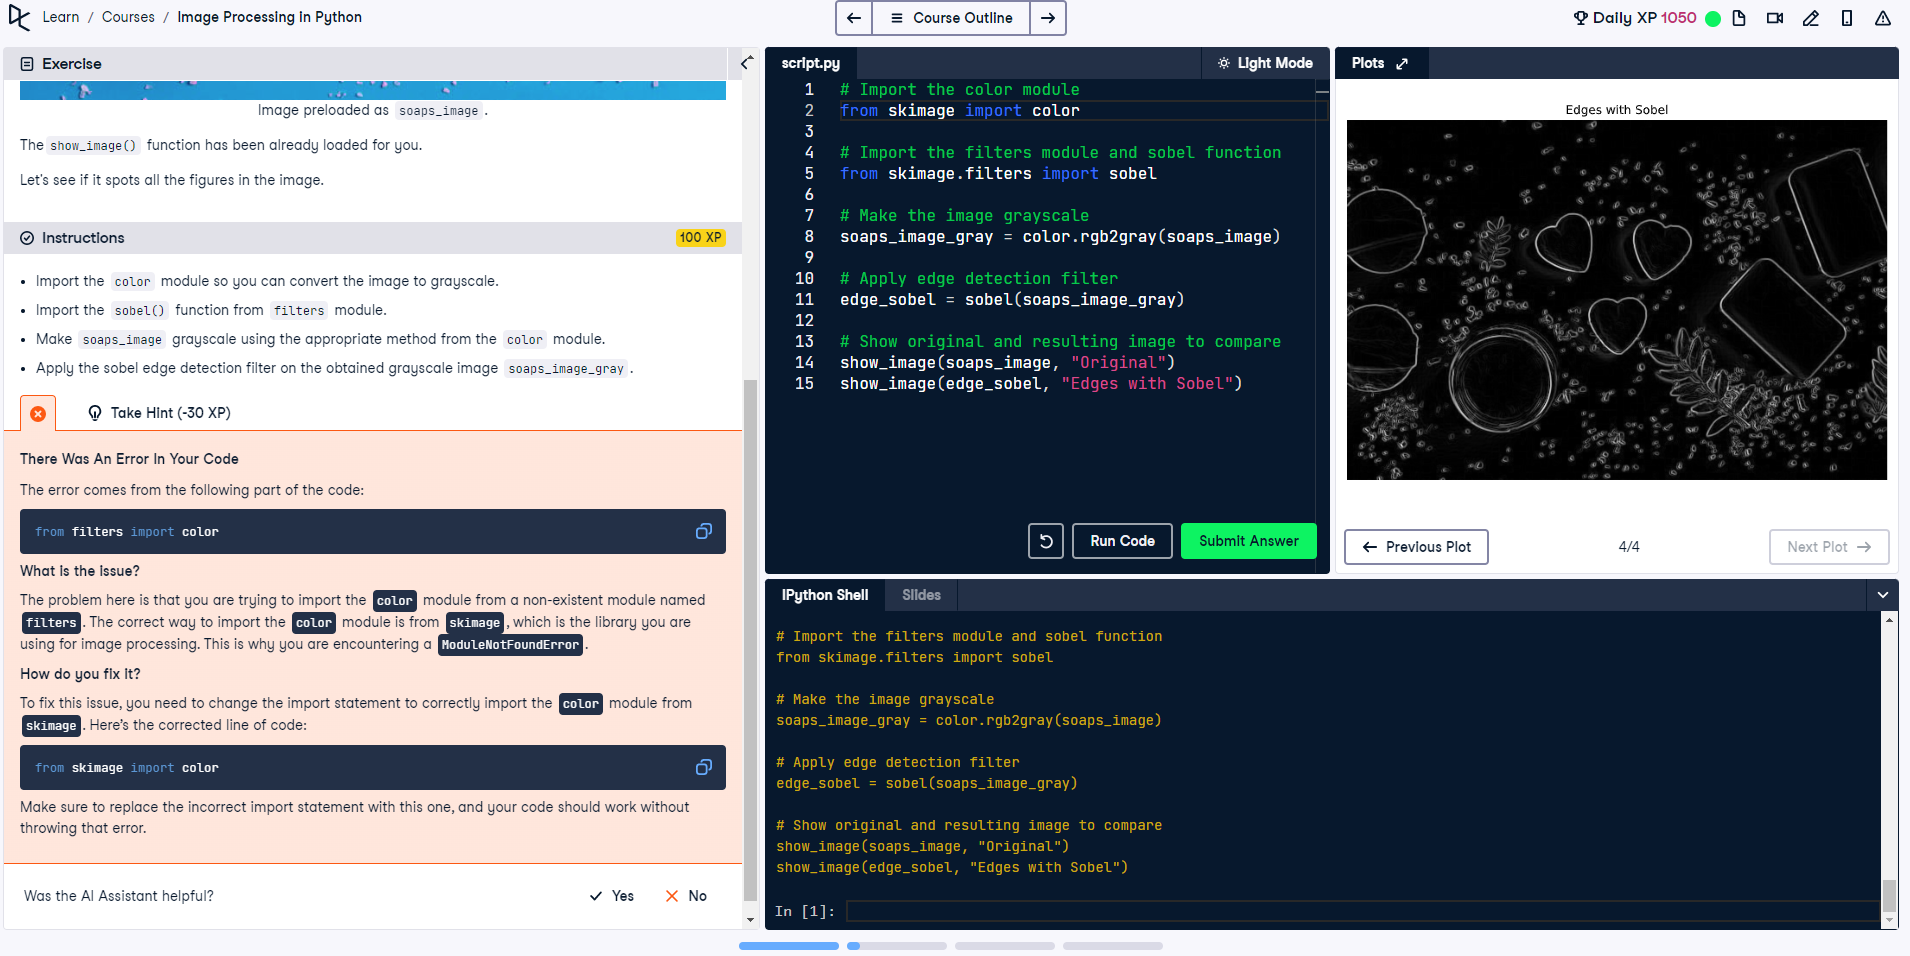 Learn / Courses / Image Processing in Python
Course Outline
Daily XP 1050
Exercise
Image preloaded as soaps_image.
The show_image() function has been already loaded for you.
Let's see if it spots all the figures in the image.
Instructions
100 XP
• Import the color module so you can convert the image to grayscale.
• Import the sobel() function from filters module.
• Make soaps_image grayscale using the appropriate method from the color module.
• Apply the sobel edge detection filter on the obtained grayscale image soaps_image_gray.
Take Hint (-30 XP)
There Was An Error In Your Code
The error comes from the following part of the code:
from filters import color
What is the Issue?
The problem here is that you are trying to import the color module from a non-existent module named
filters. The correct way to import the color module is from skimage, which is the library you are
using for image processing. This is why you are encountering a ModuleNotFoundError.
How do you fix it?
To fix this issue, you need to change the import statement to correctly import the color module from
skimage. Here's the corrected line of code:
from skimage import color
Make sure to replace the incorrect import statement with this one, and your code should work without
throwing that error.
Was the AI Assistant helpful?
Yes
No
script.py
Light Mode
1 # Import the color module
2 from skimage import color
3
4 # Import the filters module and sobel function
5 from skimage.filters import sobel
6
7 # Make the image grayscale
8 soaps_image_gray = color.rgb2gray(soaps_image)
9
10 # Apply edge detection filter
11 edge_sobel = sobel(soaps_image_gray)
12
13 # Show original and resulting image to compare
14 show_image(soaps_image, "Original")
15 show_image(edge_sobel, "Edges with Sobel")
Run Code
Submit Answer
Plots
Edges with Sobel
Previous Plot
4/4
Next Plot
IPython Shell
Slides
# Import the filters module and sobel function
from skimage.filters import sobel
# Make the image grayscale
soaps_image_gray = color.rgb2gray(soaps_image)
# Apply edge detection filter
edge_sobel = sobel(soaps_image_gray)
# Show original and resulting image to compare
show_image(soaps_image, "Original")
show_image(edge_sobel, "Edges with Sobel")
In [1]: